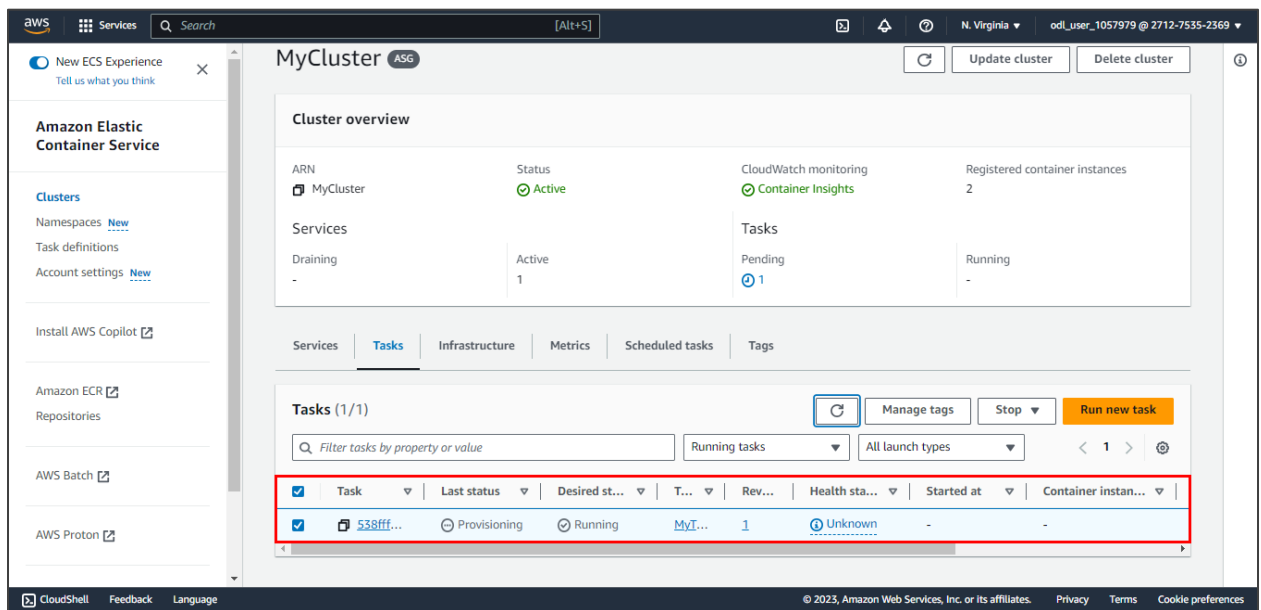 aws Services Search [Alt+S] N. Virginia odl_user_1057979 @ 2712-7535-2369
New ECS Experience
Tell us what you think
Amazon Elastic
Container Service
Clusters
Namespaces New
Task definitions
Account settings New
Install AWS Copilot
Amazon ECR
Repositories
AWS Batch
AWS Proton
MyCluster ASG Update cluster Delete cluster
Cluster overview
ARN Status CloudWatch monitoring Registered container instances
MyCluster Active Container Insights 2
Services Tasks
Draining Active Pending Running
- 1 1 -
Services Tasks Infrastructure Metrics Scheduled tasks Tags
Tasks (1/1) Manage tags Stop Run new task
Filter tasks by property or value Running tasks All launch types 1
Task Last status Desired st... T... Rev... Health sta... Started at Container instan...
538fff... Provisioning Running MyT... 1 Unknown - -
CloudShell Feedback Language © 2023, Amazon Web Services, Inc. or its affiliates. Privacy Terms Cookie preferences